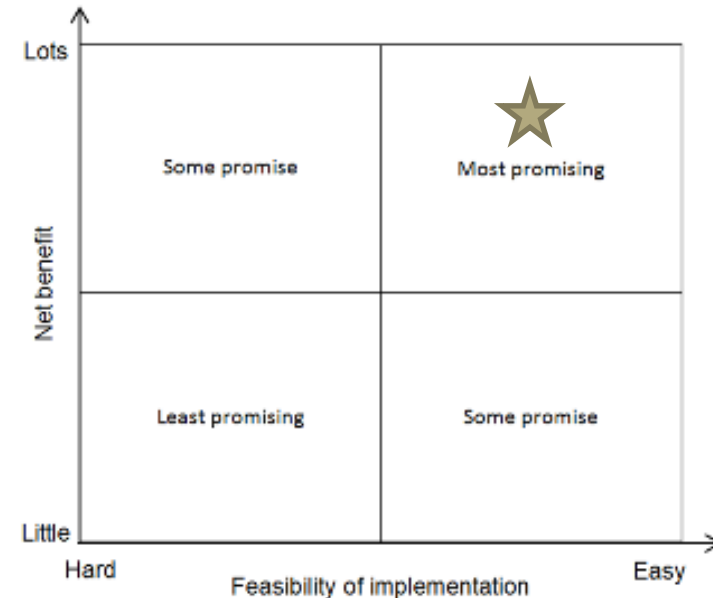 Lots
Some promise
Most promising
Net benefit
Least promising
Some promise
Little
Hard
Easy
Feasibility of implementation